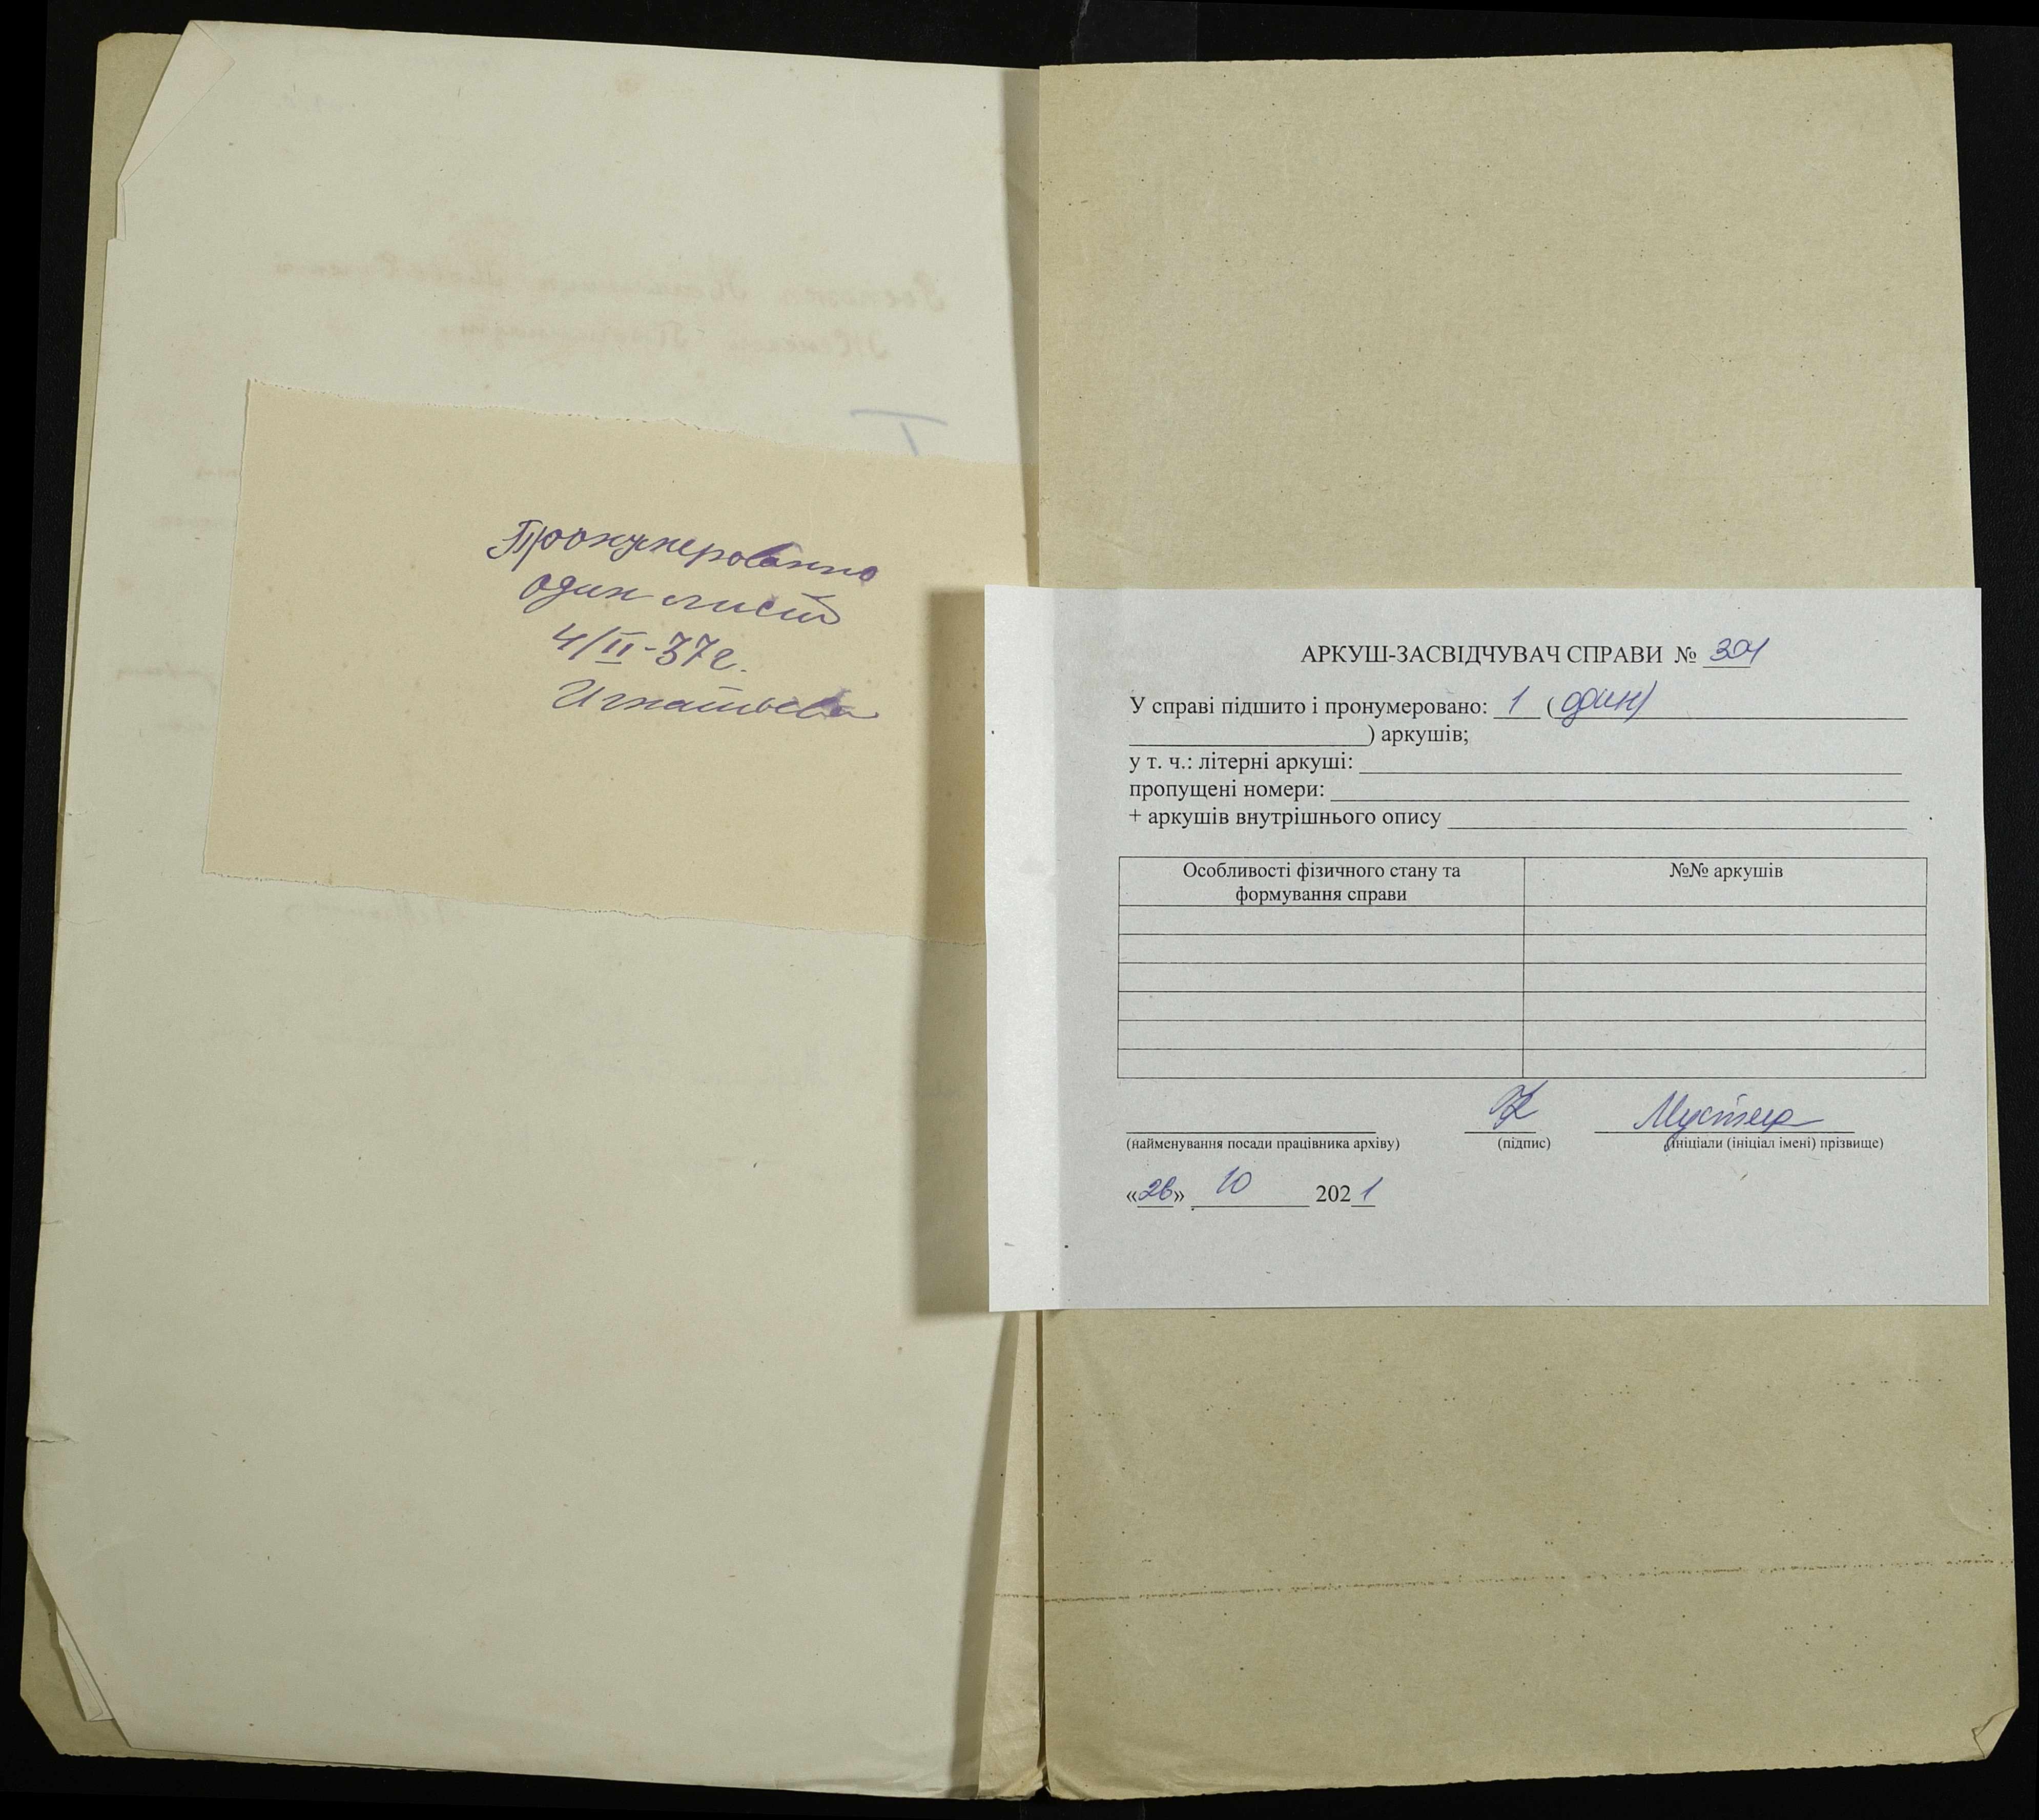 Пронумерованно
один лист
4/II-37г.
Игнатьева
АРКУШ-ЗАСВІДЧУВАЧ СПРАВИ № 301
У справі підшито і пронумеровано: 1 (один)
) аркушів;
у т. ч.: літерні аркуші:
пропущені номери:
+ аркушів внутрішнього опису
Особливості фізичного стану та
формування справи
№№ аркушів
(найменування посади працівника архіву)
(підпис)
(ініціали (ініціал імені) прізвище)
«26» 10 2021